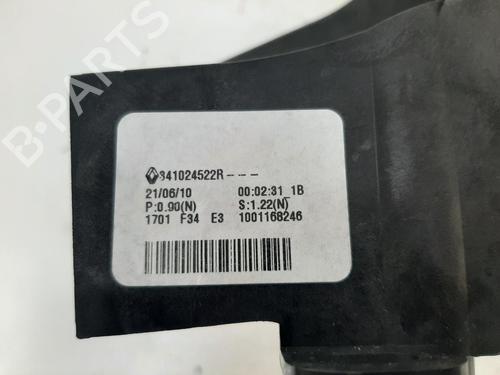 341024522R- - -
21/06/10 00:02:31 1B
P:0.90(N) S:1.22(N)
1701 F34 E3 1001168246
B-PARTS